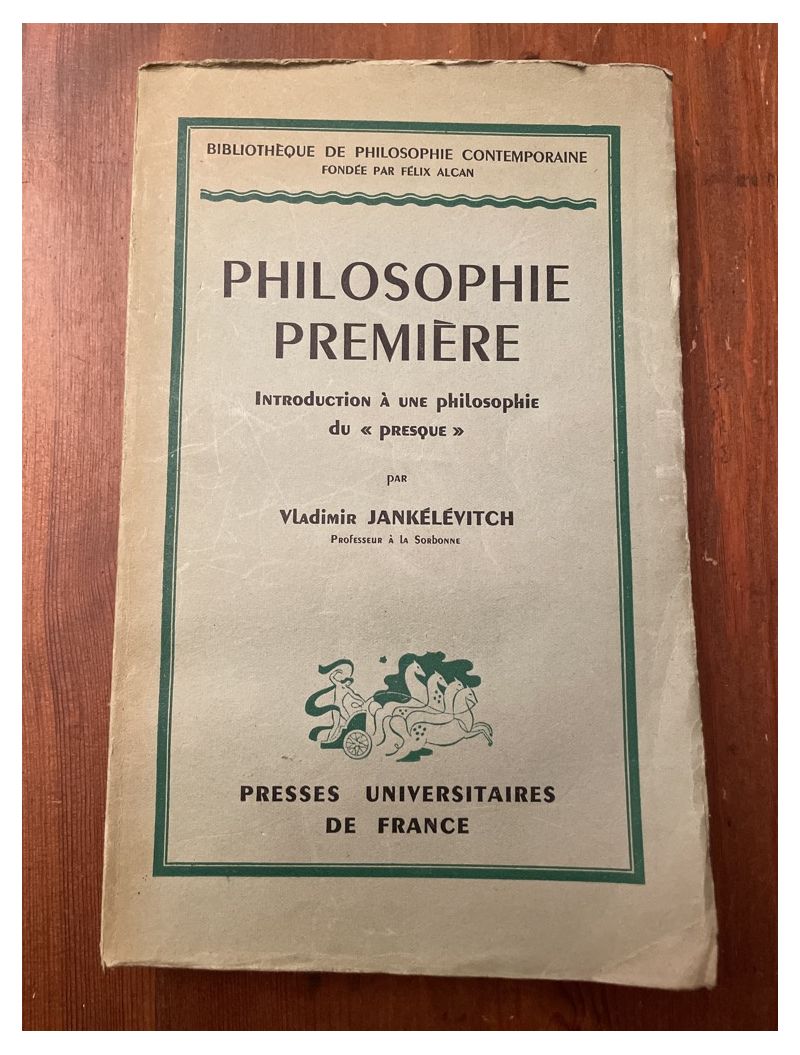 BIBLIOTHÈQUE DE PHILOSOPHIE CONTEMPORAINE
FONDÉE PAR FÉLIX ALCAN
PHILOSOPHIE
PREMIÈRE
Introduction à une philosophie
du « presque »
par
Vladimir JANKÉLÉVITCH
Professeur à la Sorbonne
PRESSES UNIVERSITAIRES
DE FRANCE